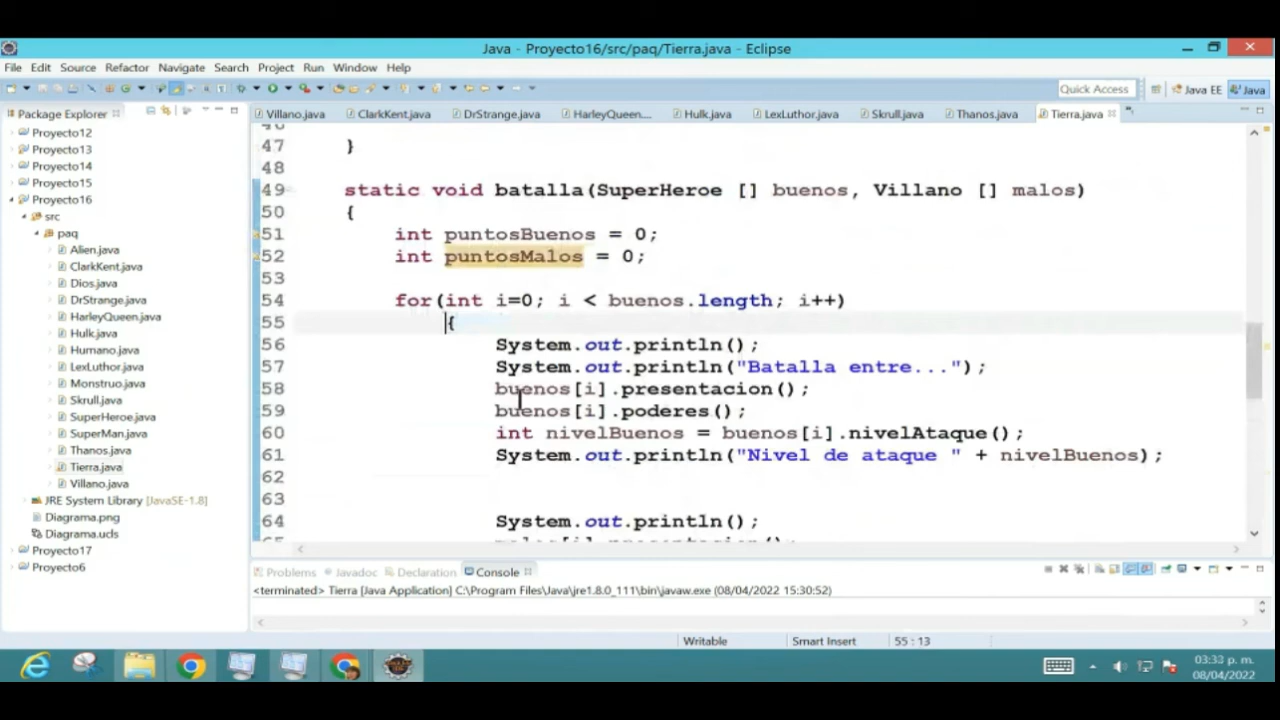 Java - Proyecto16/src/paq/Tierra.java - Eclipse
File Edit Source Refactor Navigate Search Project Run Window Help
Quick Access Java EE Java
Package Explorer
Villano.java ClarkKent.java DrStrange.java HarleyQueen.... Hulk.java LexLuthor.java Skrull.java Thanos.java Tierra.java
Proyecto12
Proyecto13
Proyecto14
Proyecto15
Proyecto16
src
paq
Alien.java
ClarkKent.java
Dios.java
DrStrange.java
HarleyQueen.java
Hulk.java
Humano.java
LexLuthor.java
Monstruo.java
Skrull.java
SuperHeroe.java
SuperMan.java
Thanos.java
Tierra.java
Villano.java
JRE System Library [JavaSE-1.8]
Diagrama.png
Diagrama.ucls
Proyecto17
Proyecto6
46
47 }
48
49 static void batalla(SuperHeroe [] buenos, Villano [] malos)
50 {
51 int puntosBuenos = 0;
52 int puntosMalos = 0;
53
54 for(int i=0; i < buenos.length; i++)
55 {
56 System.out.println();
57 System.out.println("Batalla entre...");
58 buenos[i].presentacion();
59 buenos[i].poderes();
60 int nivelBuenos = buenos[i].nivelAtaque();
61 System.out.println("Nivel de ataque " + nivelBuenos);
62
63
64 System.out.println();
Problems Javadoc Declaration Console
<terminated> Tierra [Java Application] C:\Program Files\Java\jre1.8.0_111\bin\javaw.exe (08/04/2022 15:30:52)
Writable Smart Insert 55 : 13
03:33 p. m.
08/04/2022